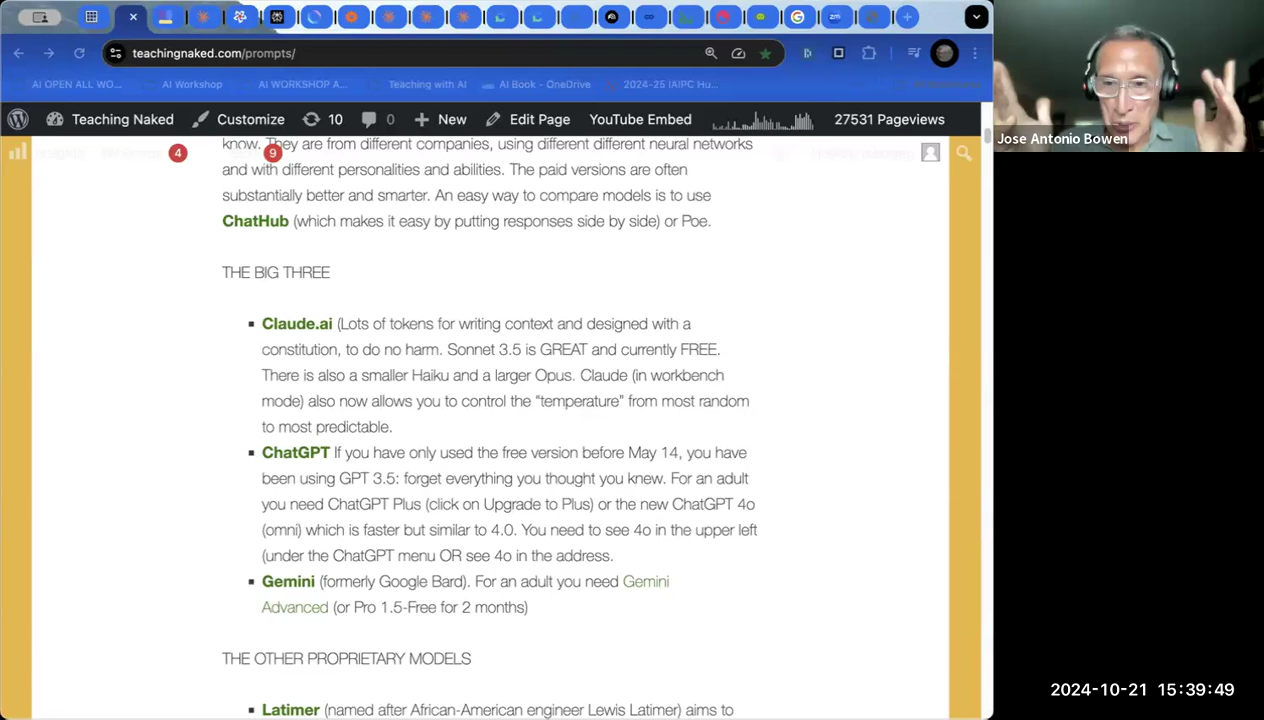 teachingnaked.com/prompts/
AI OPEN ALL WO...
AI Workshop
AI WORKSHOP A...
Teaching with AI
AI Book - OneDrive
2024-25 IAIPC Hu...
Teaching Naked
Customize
10
0
New
Edit Page
YouTube Embed
27531 Pageviews
4
9
Jose Antonio Bowen
know. They are from different companies, using different different neural networks
and with different personalities and abilities. The paid versions are often
substantially better and smarter. An easy way to compare models is to use
ChatHub (which makes it easy by putting responses side by side) or Poe.
THE BIG THREE
Claude.ai (Lots of tokens for writing context and designed with a
constitution, to do no harm. Sonnet 3.5 is GREAT and currently FREE.
There is also a smaller Haiku and a larger Opus. Claude (in workbench
mode) also now allows you to control the “temperature” from most random
to most predictable.
ChatGPT If you have only used the free version before May 14, you have
been using GPT 3.5: forget everything you thought you knew. For an adult
you need ChatGPT Plus (click on Upgrade to Plus) or the new ChatGPT 4o
(omni) which is faster but similar to 4.0. You need to see 4o in the upper left
(under the ChatGPT menu OR see 4o in the address.
Gemini (formerly Google Bard). For an adult you need Gemini
Advanced (or Pro 1.5-Free for 2 months)
THE OTHER PROPRIETARY MODELS
Latimer (named after African-American engineer Lewis Latimer) aims to
2024-10-21 15:39:49